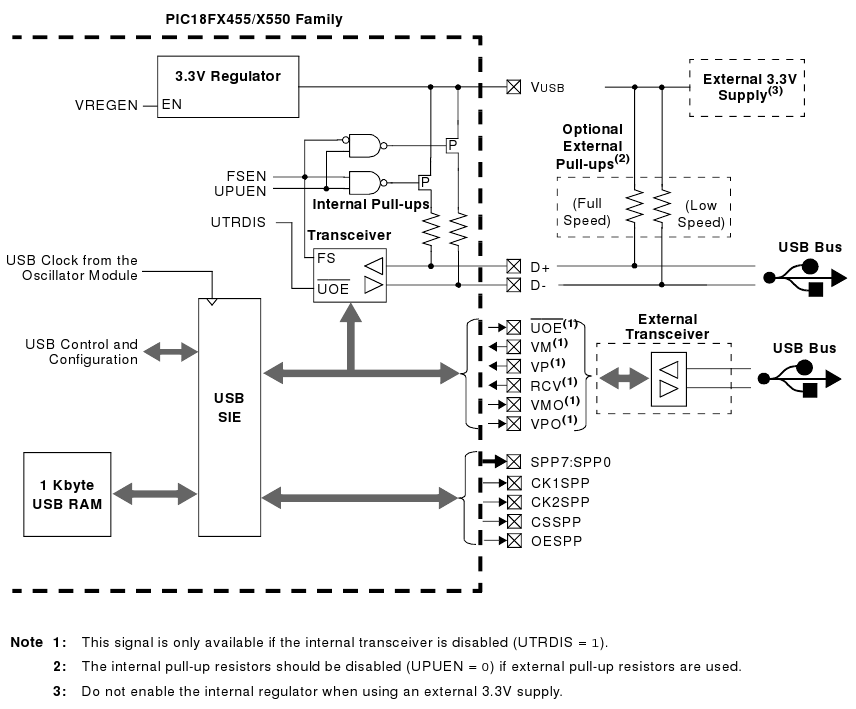 PIC18FX455/X550 Family
3.3V Regulator
EN
VREGEN
VUSB
External 3.3V
Supply(3)
Optional
External
Pull-ups(2)
P
FSEN
UPUEN
P
Internal Pull-ups
(Full
Speed)
(Low
Speed)
UTRDIS
Transceiver
FS
UOE
D+
D-
USB Bus
USB Clock from the
Oscillator Module
USB Control and
Configuration
USB
SIE
1 Kbyte
USB RAM
UOE(1)
VM(1)
VP(1)
RCV(1)
VMO(1)
VPO(1)
External
Transceiver
USB Bus
SPP7:SPP0
CK1SPP
CK2SPP
CSSPP
OESPP
Note 1: This signal is only available if the internal transceiver is disabled (UTRDIS = 1).
2: The internal pull-up resistors should be disabled (UPUEN = 0) if external pull-up resistors are used.
3: Do not enable the internal regulator when using an external 3.3V supply.